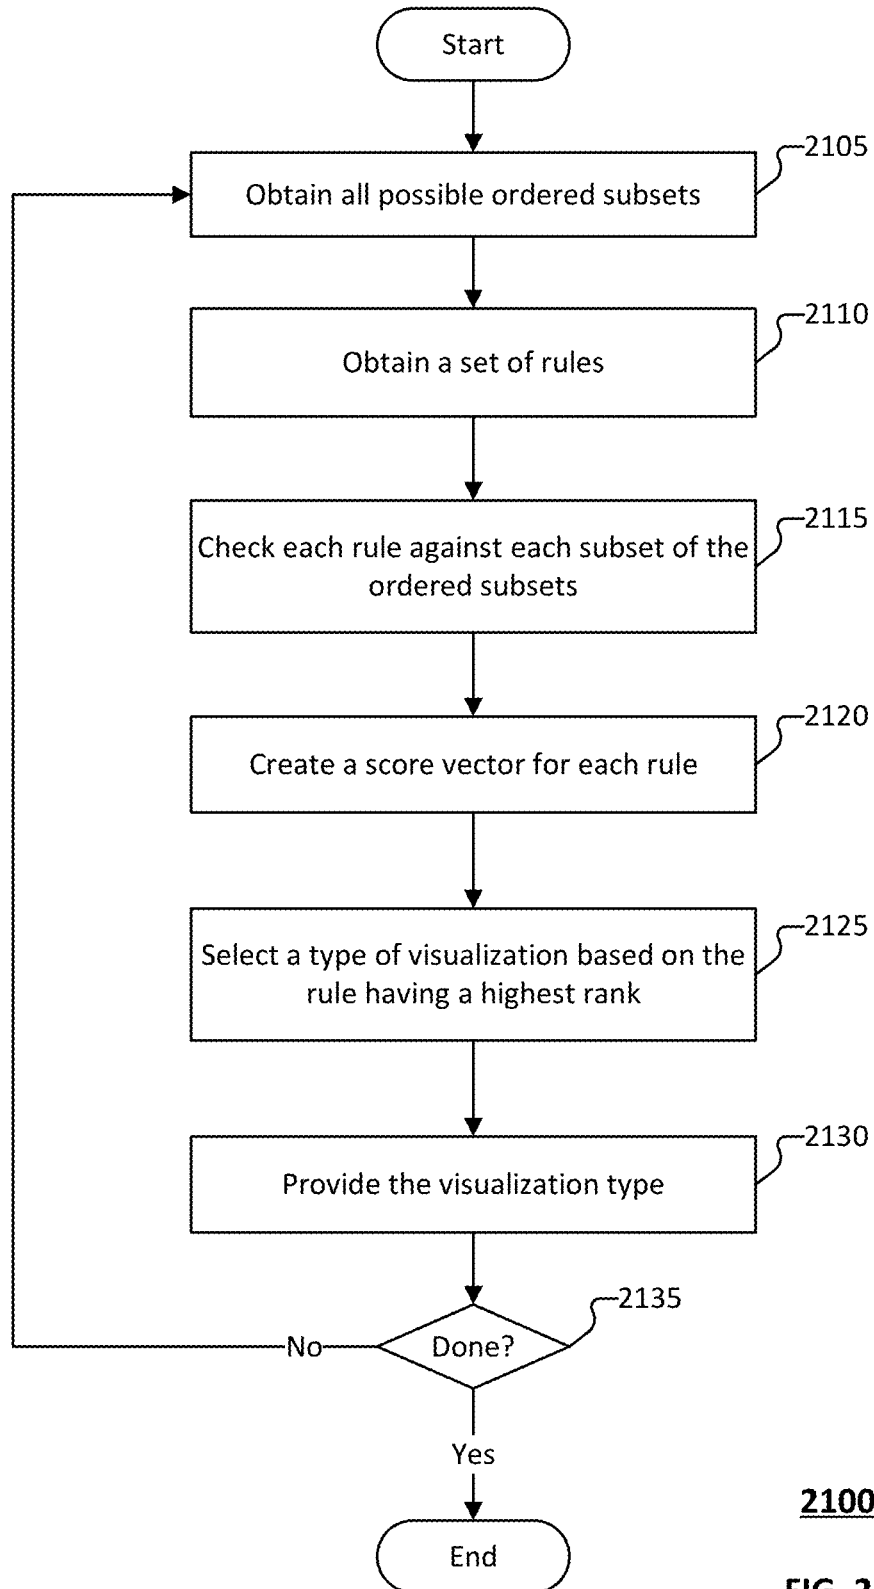 Start
2105
Obtain all possible ordered subsets
2110
Obtain a set of rules
2115
Check each rule against each subset of the
ordered subsets
2120
Create a score vector for each rule
2125
Select a type of visualization based on the
rule having a highest rank
2130
Provide the visualization type
2135
Done?
No
Yes
2100
End
FIG. 2